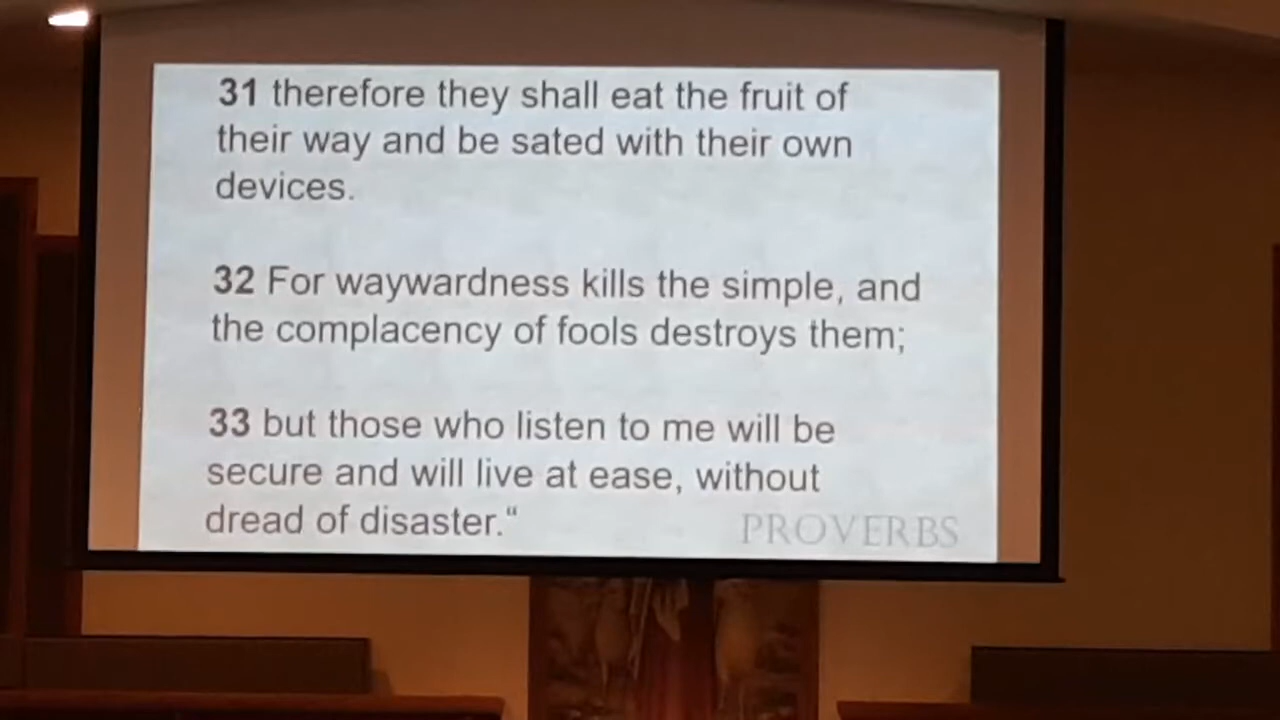 31 therefore they shall eat the fruit of
their way and be sated with their own
devices.
32 For waywardness kills the simple, and
the complacency of fools destroys them;
33 but those who listen to me will be
secure and will live at ease, without
dread of disaster.“
PROVERBS